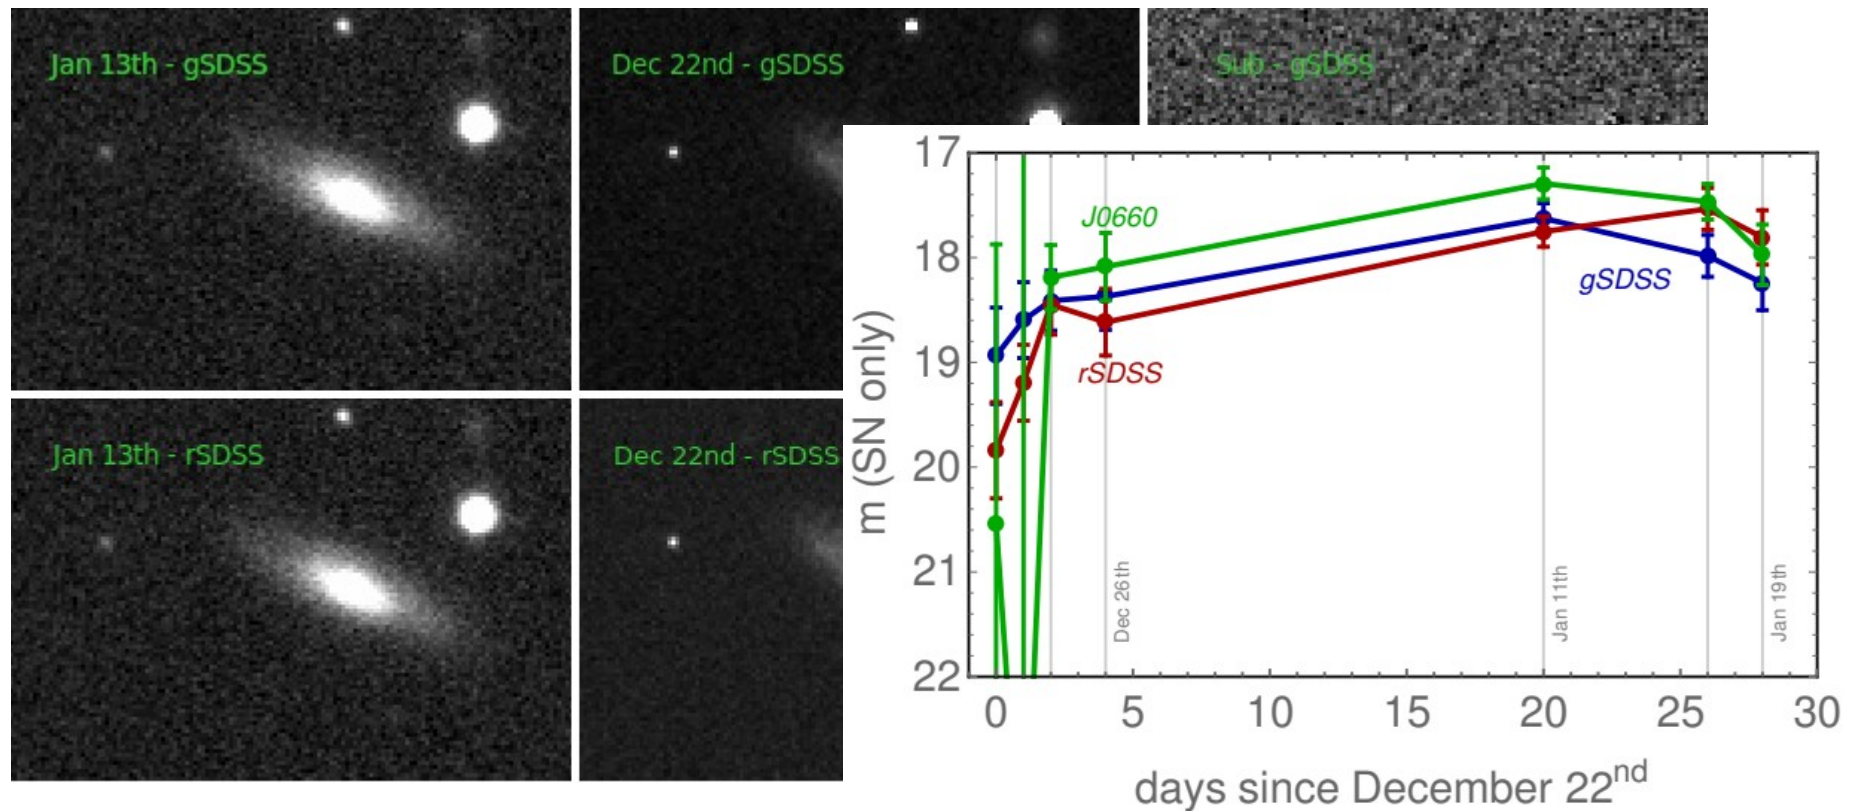 Jan 13th - gSDSS
Dec 22nd - gSDSS
Sub - gSDSS
Jan 13th - rSDSS
Dec 22nd - rSDSS
17
18
19
20
21
22
m (SN only)
J0660
gSDSS
rSDSS
Dec 26th
Jan 11th
Jan 19th
0 5 10 15 20 25 30
days since December 22nd